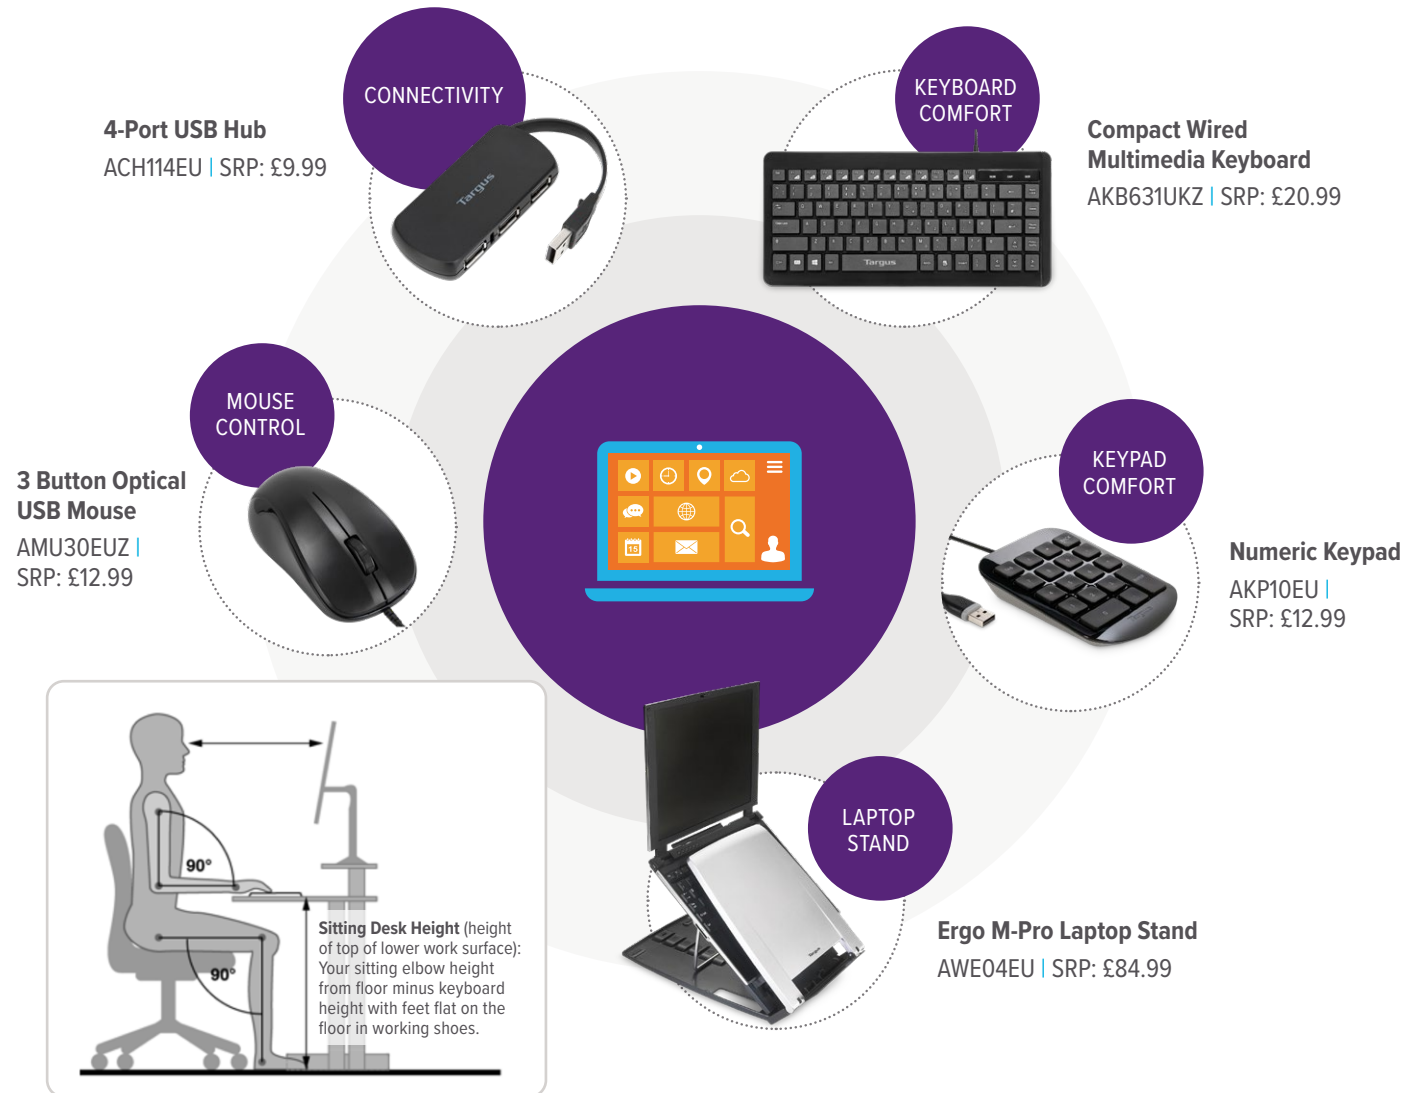 CONNECTIVITY
4-Port USB Hub
ACH114EU | SRP: £9.99
Targus
KEYBOARD
COMFORT
Compact Wired
Multimedia Keyboard
AKB631UKZ | SRP: £20.99
Targus
MOUSE
CONTROL
3 Button Optical
USB Mouse
AMU30EUZ |
SRP: £12.99
15
KEYPAD
COMFORT
Numeric Keypad
AKP10EU |
SRP: £12.99
LAPTOP
STAND
Ergo M-Pro Laptop Stand
AWE04EU | SRP: £84.99
Targus
90°
90°
Sitting Desk Height (height
of top of lower work surface):
Your sitting elbow height
from floor minus keyboard
height with feet flat on the
floor in working shoes.